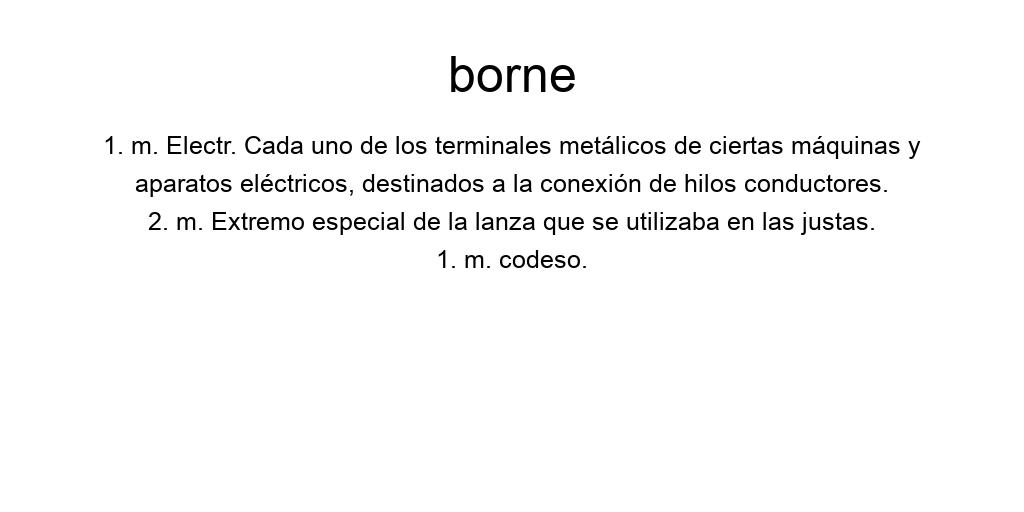 borne
1. m. Electr. Cada uno de los terminales metálicos de ciertas máquinas y
aparatos eléctricos, destinados a la conexión de hilos conductores.
2. m. Extremo especial de la lanza que se utilizaba en las justas.
1. m. codeso.